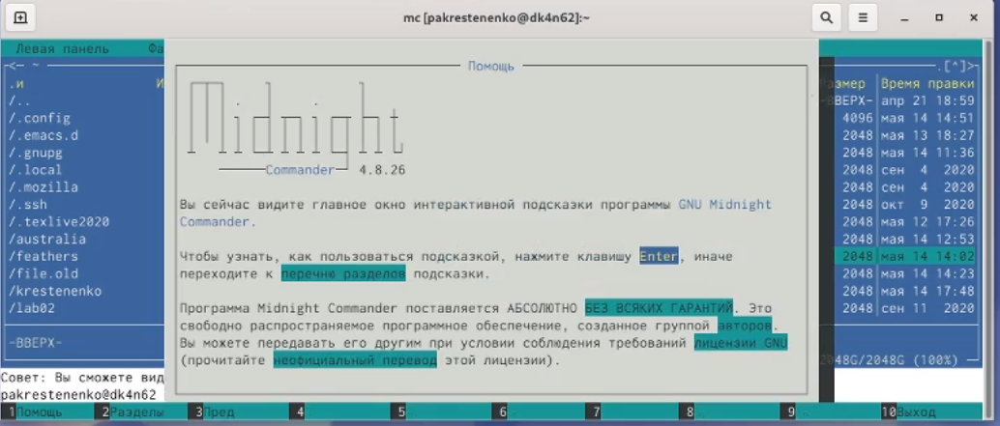 mc [pakrestenenko@dk4n62]:~
Левая панель Фа
<— ~ Помощь .[^]>
.и И Размер Время правки
/.. -ВВЕРХ- апр 21 18:59
/.config 4096 мая 14 14:51
/.emacs.d 2048 мая 13 18:27
/.gnupg 2048 мая 14 11:36
/.local 2048 сен 4 2020
/.mozilla 2048 сен 4 2020
/.ssh 2048 окт 9 2020
/.texlive2020 2048 мая 12 17:26
/australia 2048 мая 14 12:53
/feathers 2048 мая 14 14:02
/file.old 2048 мая 14 14:23
/krestenenko 2048 мая 14 17:48
/lab02 2048 сен 11 2020
-ВВЕРХ-
2048G/2048G (100%)
Midnight
Commander 4.8.26
Вы сейчас видите главное окно интерактивной подсказки программы GNU Midnight
Commander.
Чтобы узнать, как пользоваться подсказкой, нажмите клавишу Enter, иначе
переходите к перечню разделов подсказки.
Программа Midnight Commander поставляется АБСОЛЮТНО БЕЗ ВСЯКИХ ГАРАНТИЙ. Это
свободно распространяемое программное обеспечение, созданное группой авторов.
Вы можете передавать его другим при условии соблюдения требований лицензии GNU
(прочитайте неофициальный перевод этой лицензии).
Совет: Вы сможете вид
pakrestenenko@dk4n62
1Помощь 2Разделы 3Пред 4 5 6 7 8 9 10Выход